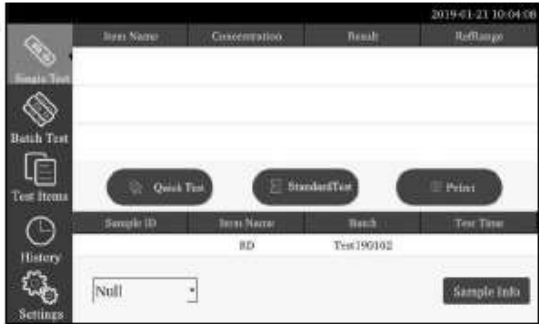 2019-01-21 10:04:08
Item Name Concentration Result RefRange
Single Test
Batch Test
Test Items
History
Settings
Quick Test StandardTest Print
Sample ID Item Name Batch Test Time
RD Test190102
Null
Sample Info